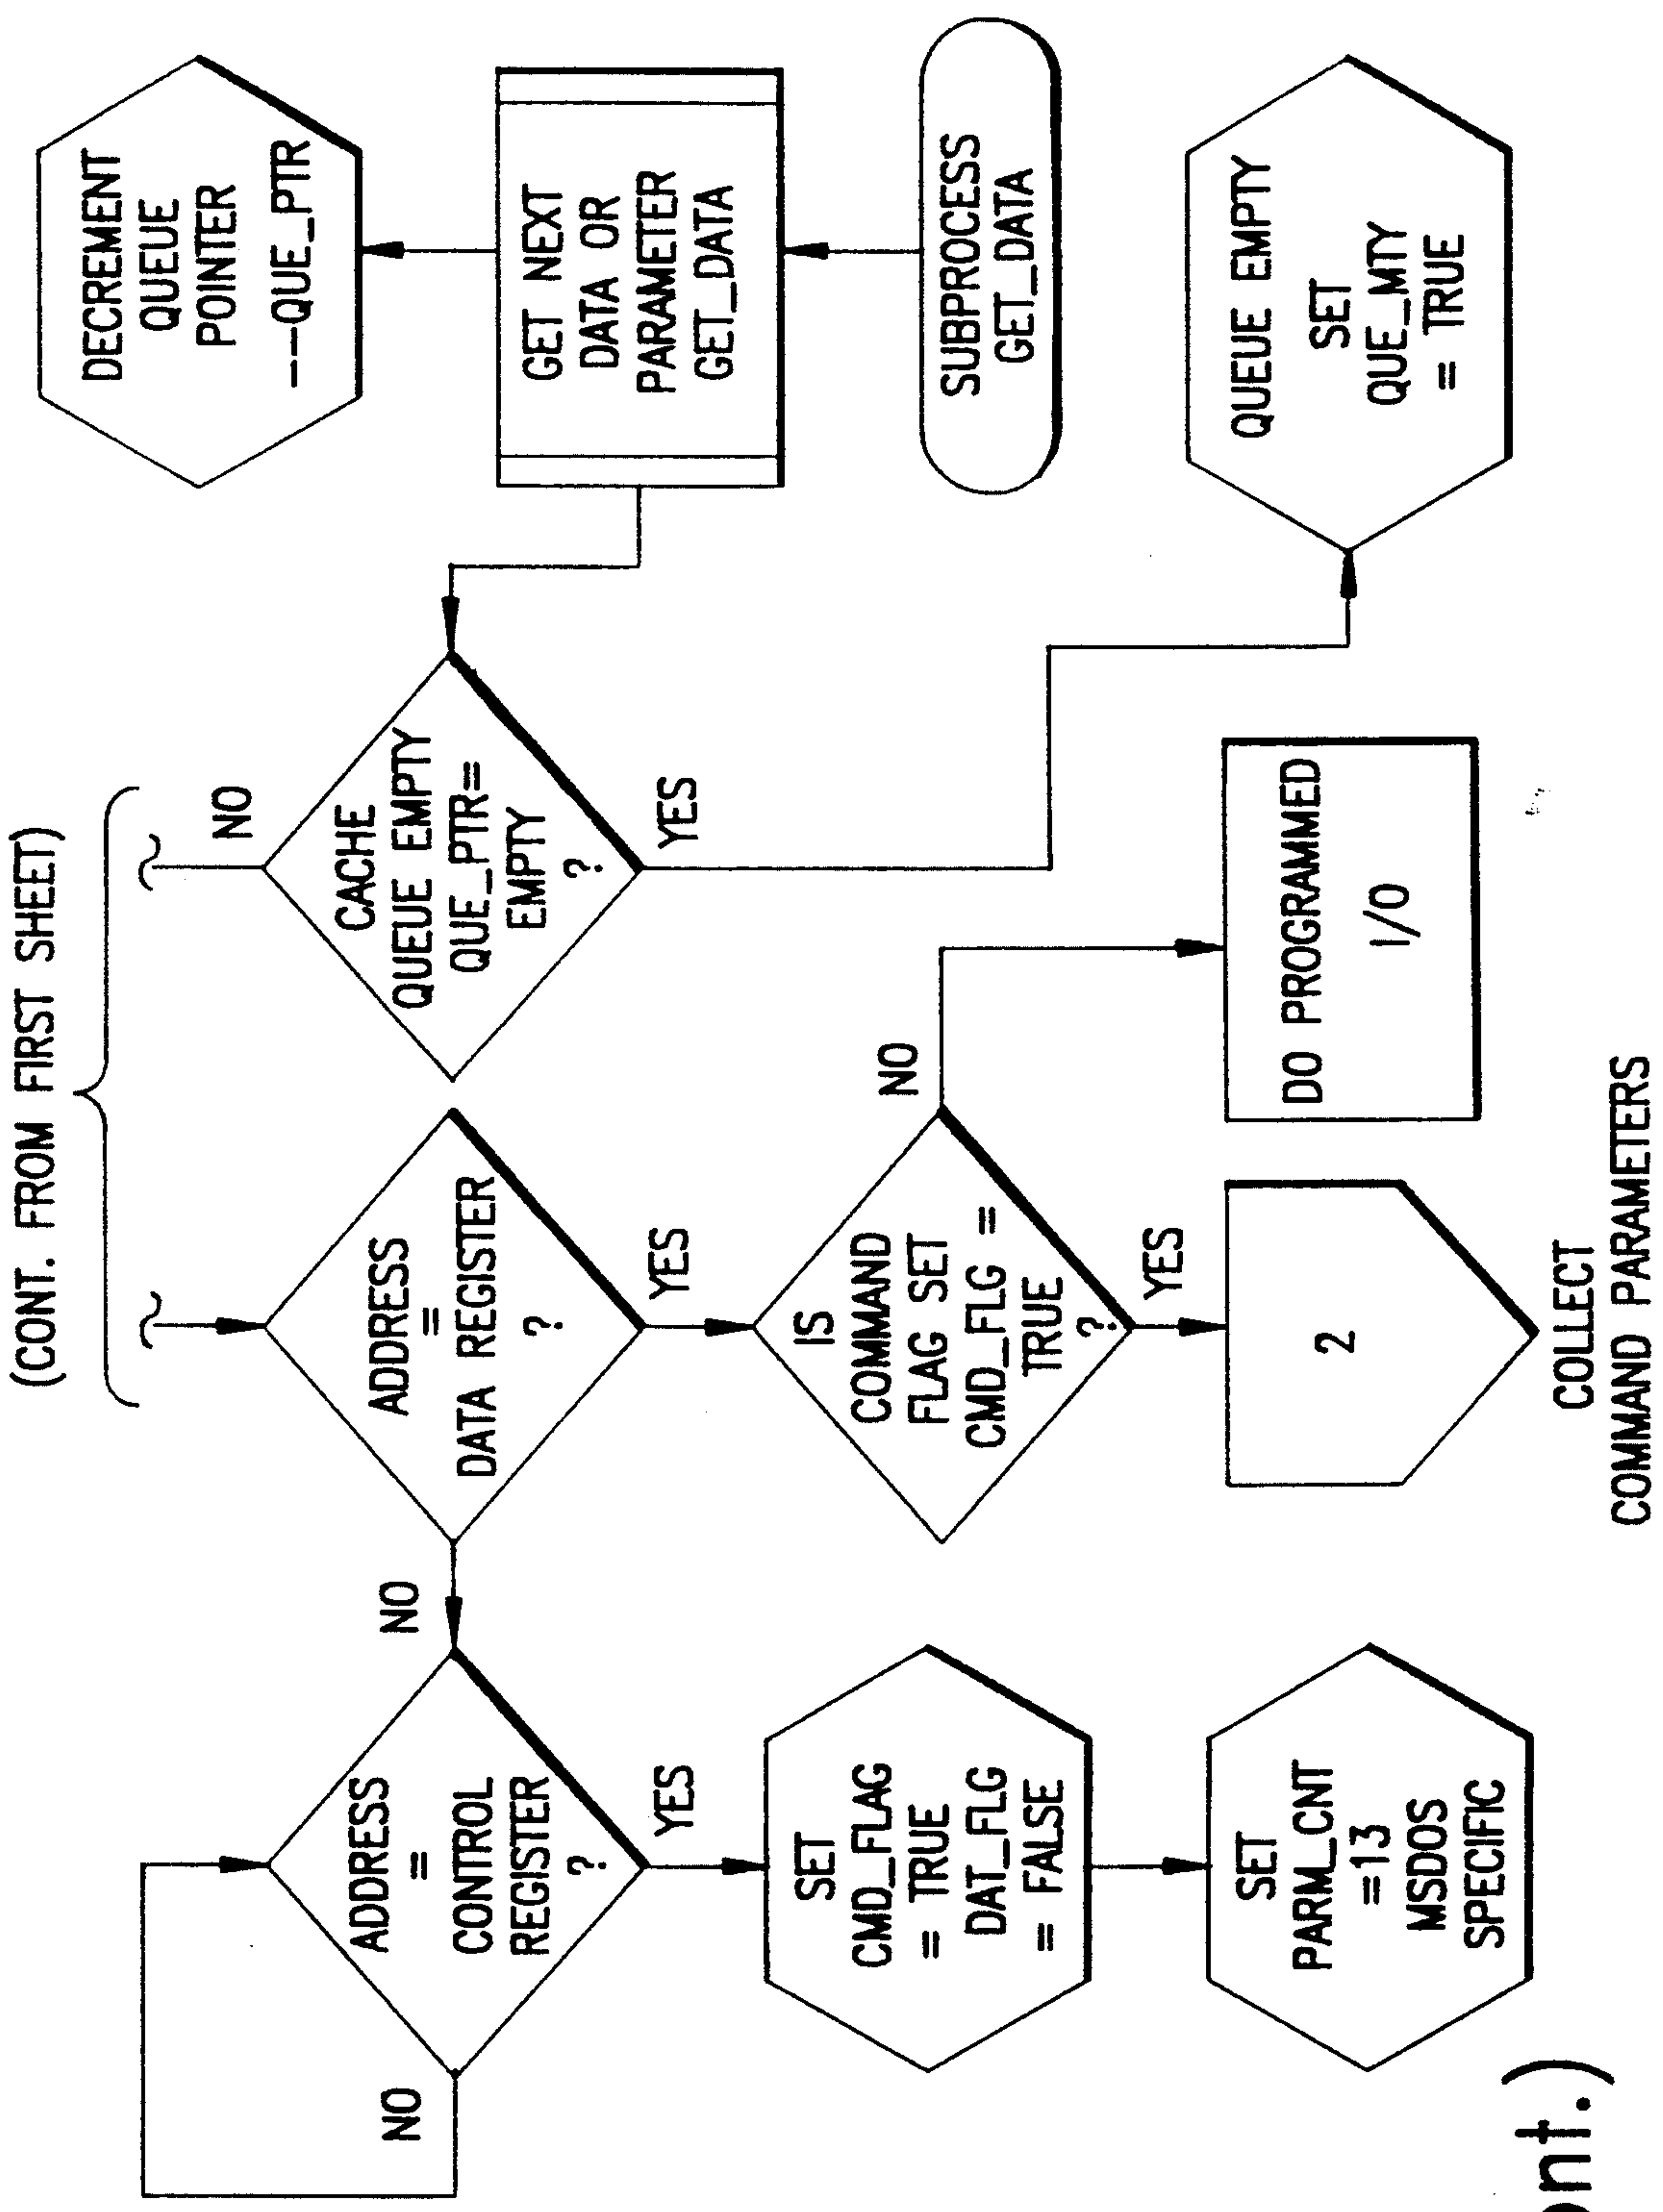 (CONT. FROM FIRST SHEET)
NO
ADDRESS
=
CONTROL
REGISTER
?
YES
SET
CMD_FLAG
= TRUE
DAT_FLG
= FALSE
SET
PARM_CNT
=13
MSDOS
SPECIFIC
NO
ADDRESS
=
DATA REGISTER
?
YES
IS
COMMAND
FLAG SET
CMD_FLG =
TRUE
?
YES
2
COLLECT
COMMAND PARAMETERS
NO
DO PROGRAMMED
I/O
NO
CACHE
QUEUE EMPTY
QUE_PTR=
EMPTY
?
YES
DECREMENT
QUEUE
POINTER
--QUE_PTR
GET NEXT
DATA OR
PARAMETER
GET_DATA
SUBPROCESS
GET_DATA
QUEUE EMPTY
SET
QUE_MTY
= TRUE
ont.)